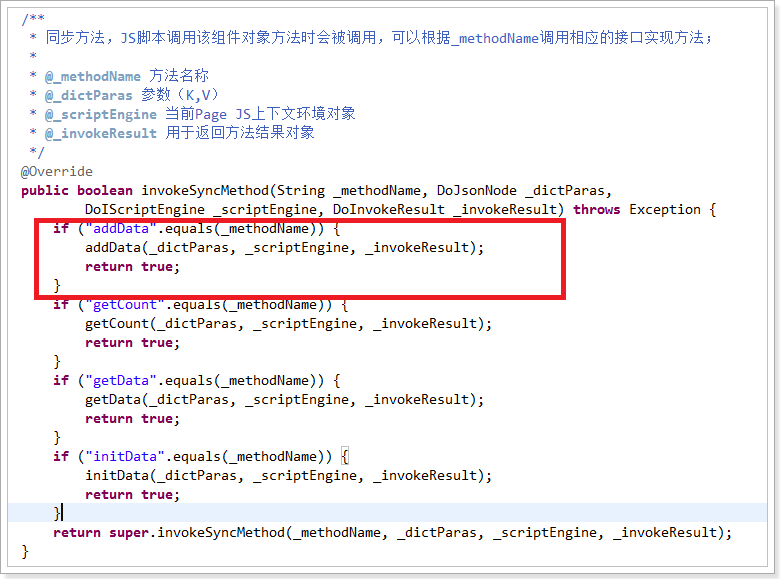 /**
 * 同步方法，JS脚本调用该组件对象方法时会被调用，可以根据_methodName调用相应的接口实现方法；
 *
 * @_methodName 方法名称
 * @_dictParas 参数（K,V）
 * @_scriptEngine 当前Page JS上下文环境对象
 * @_invokeResult 用于返回方法结果对象
 */
@Override
public boolean invokeSyncMethod(String _methodName, DoJsonNode _dictParas,
        DoIScriptEngine _scriptEngine, DoInvokeResult _invokeResult) throws Exception {
    if ("addData".equals(_methodName)) {
        addData(_dictParas, _scriptEngine, _invokeResult);
        return true;
    }
    if ("getCount".equals(_methodName)) {
        getCount(_dictParas, _scriptEngine, _invokeResult);
        return true;
    }
    if ("getData".equals(_methodName)) {
        getData(_dictParas, _scriptEngine, _invokeResult);
        return true;
    }
    if ("initData".equals(_methodName)) {
        initData(_dictParas, _scriptEngine, _invokeResult);
        return true;
    }
    return super.invokeSyncMethod(_methodName, _dictParas, _scriptEngine, _invokeResult);
}